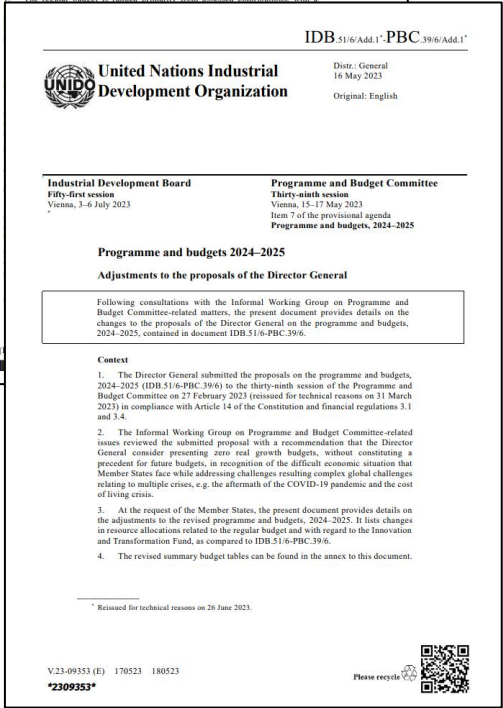 IDB.51/6/Add.1*-PBC.39/6/Add.1*
United Nations Industrial
Development Organization
UNIDO
Distr.: General
16 May 2023
Original: English
Industrial Development Board
Fifty-first session
Vienna, 3–6 July 2023
*
Programme and Budget Committee
Thirty-ninth session
Vienna, 15–17 May 2023
Item 7 of the provisional agenda
Programme and budgets, 2024–2025
Programme and budgets 2024–2025
Adjustments to the proposals of the Director General
Following consultations with the Informal Working Group on Programme and
Budget Committee-related matters, the present document provides details on the
changes to the proposals of the Director General on the programme and budgets,
2024–2025, contained in document IDB.51/6-PBC.39/6.
Context
1. The Director General submitted the proposals on the programme and budgets,
2024–2025 (IDB.51/6-PBC.39/6) to the thirty-ninth session of the Programme and
Budget Committee on 27 February 2023 (reissued for technical reasons on 31 March
2023) in compliance with Article 14 of the Constitution and financial regulations 3.1
and 3.4.
2. The Informal Working Group on Programme and Budget Committee-related
issues reviewed the submitted proposal with a recommendation that the Director
General consider presenting zero real growth budgets, without constituting a
precedent for future budgets, in recognition of the difficult economic situation that
Member States face while addressing challenges resulting complex global challenges
relating to multiple crises, e.g. the aftermath of the COVID-19 pandemic and the cost
of living crisis.
3. At the request of the Member States, the present document provides details on
the adjustments to the revised programme and budgets, 2024–2025. It lists changes
in resource allocations related to the regular budget and with regard to the Innovation
and Transformation Fund, as compared to IDB.51/6-PBC.39/6.
4. The revised summary budget tables can be found in the annex to this document.
* Reissued for technical reasons on 26 June 2023.
V.23-09353 (E) 170523 180523
*2309353*
Please recycle